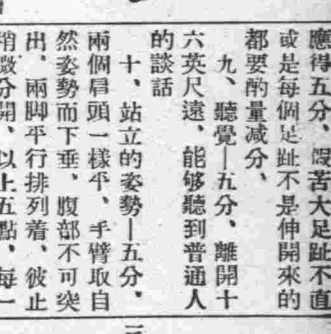 應得五分、假苦大足趾不直
或是每個足趾不是伸開來的
都要酌量减分、
九、聽覺—五分、離開十
六英尺遠、能够聽到普通人
的談話
十、站立的姿勢—五分、
兩個肩頭一樣平、手臂取自
然姿勢而下垂、腹部不可突
出、兩脚平行排列着、彼止
稍微分開、以上五點、每一